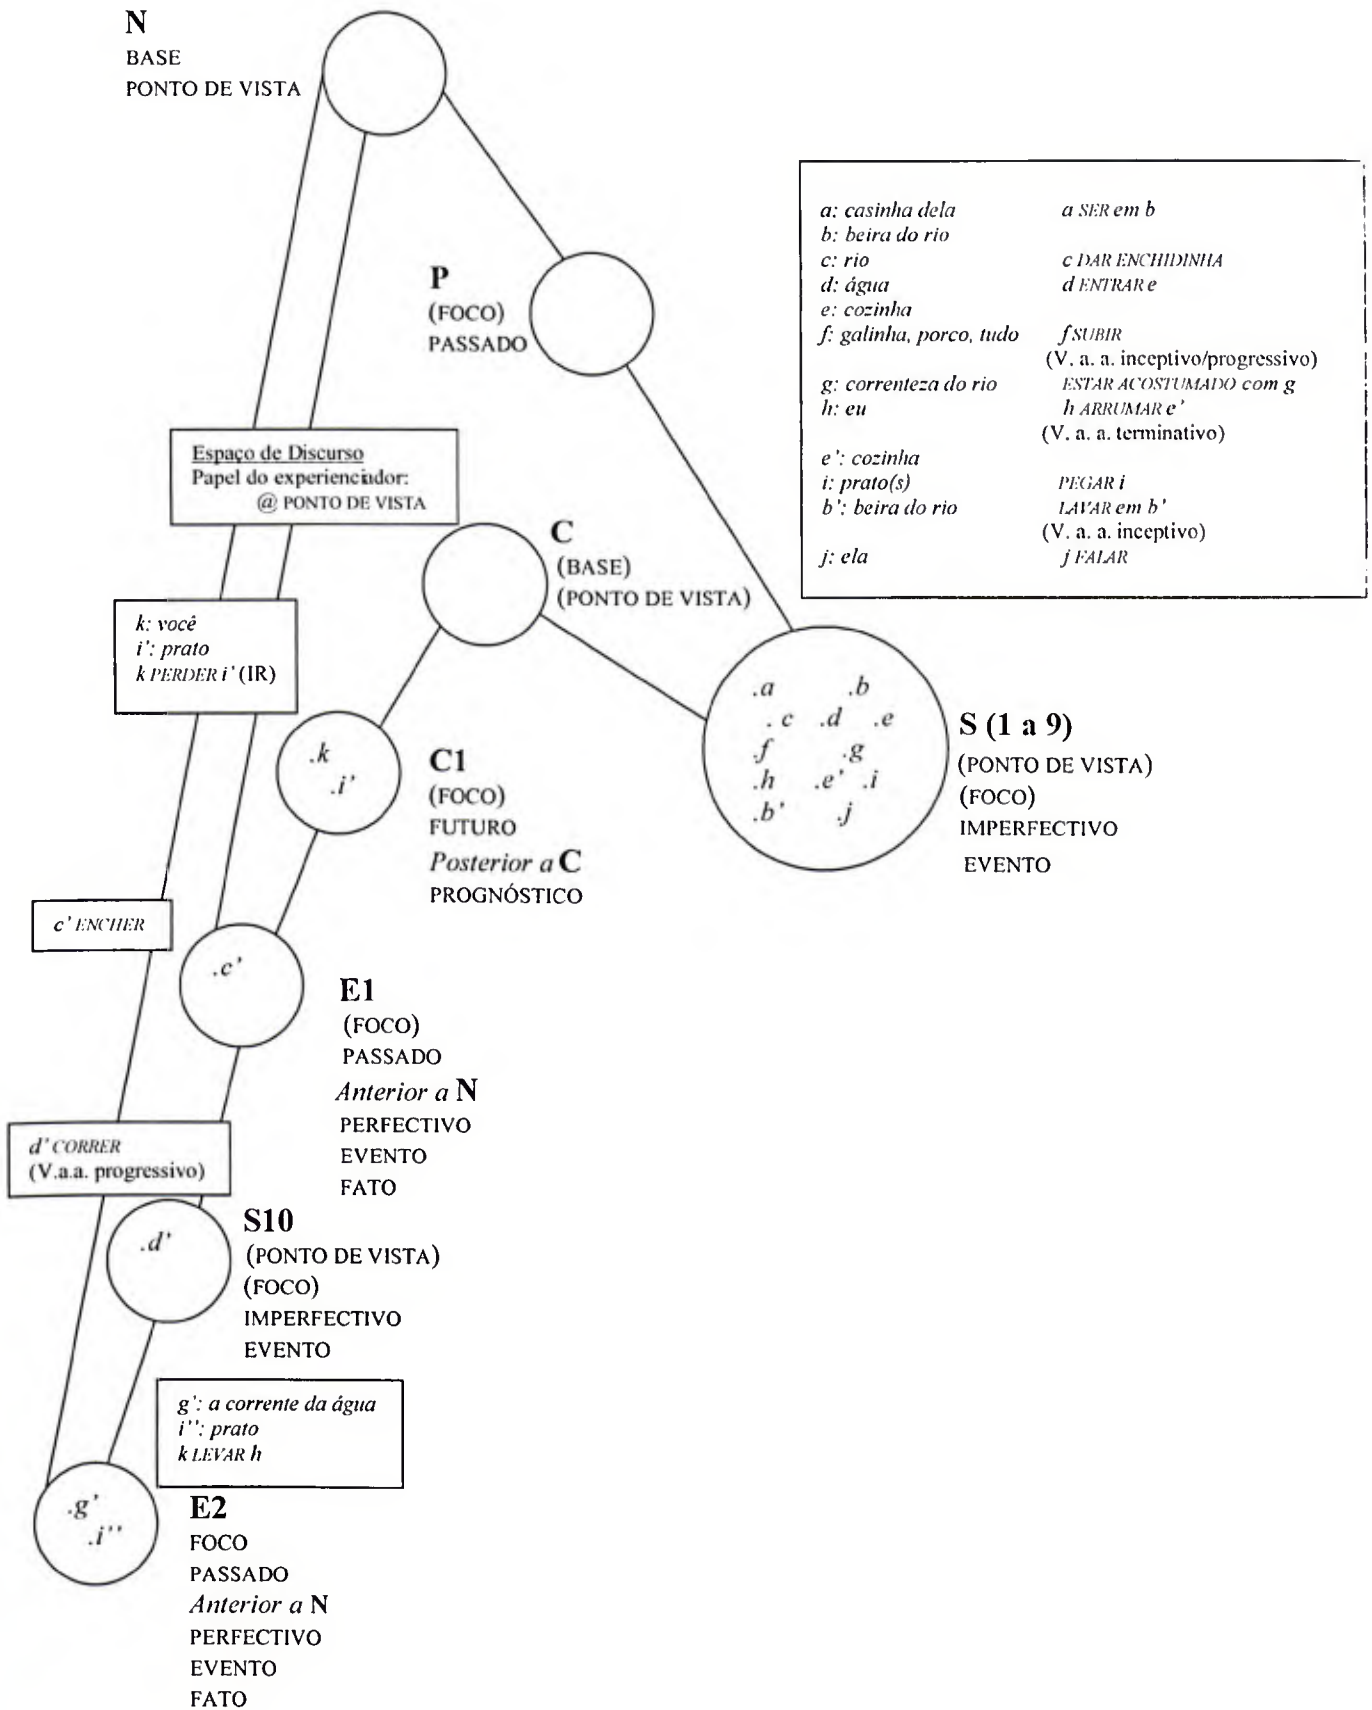 N
BASE
PONTO DE VISTA
a: casinha dela a SER em b
b: beira do rio
c: rio c DAR ENCHIDINHA
d: água d ENTRAR e
e: cozinha
f: galinha, porco, tudo f SUBIR
(V. a. a. inceptivo/progressivo)
g: correnteza do rio ESTAR ACOSTUMADO com g
h: eu h ARRUMAR e'
(V. a. a. terminativo)
e': cozinha
i: prato(s) PEGAR i
b': beira do rio LAVAR em b'
(V. a. a. inceptivo)
j: ela j FALAR
P
(FOCO)
PASSADO
Espaço de Discurso
Papel do experienciador:
@ PONTO DE VISTA
C
(BASE)
(PONTO DE VISTA)
k: você
i': prato
k PERDER i' (IR)
.a .b
.c .d .e
.f .g
.h .e' .i
.b' .j
S (1 a 9)
(PONTO DE VISTA)
(FOCO)
IMPERFECTIVO
EVENTO
.k
.i'
C1
(FOCO)
FUTURO
Posterior a C
PROGNÓSTICO
c' ENCHER
.c'
E1
(FOCO)
PASSADO
Anterior a N
PERFECTIVO
EVENTO
FATO
d' CORRER
(V.a.a. progressivo)
.d'
S10
(PONTO DE VISTA)
(FOCO)
IMPERFECTIVO
EVENTO
g': a corrente da água
i'': prato
k LEVAR h
.g'
.i''
E2
FOCO
PASSADO
Anterior a N
PERFECTIVO
EVENTO
FATO